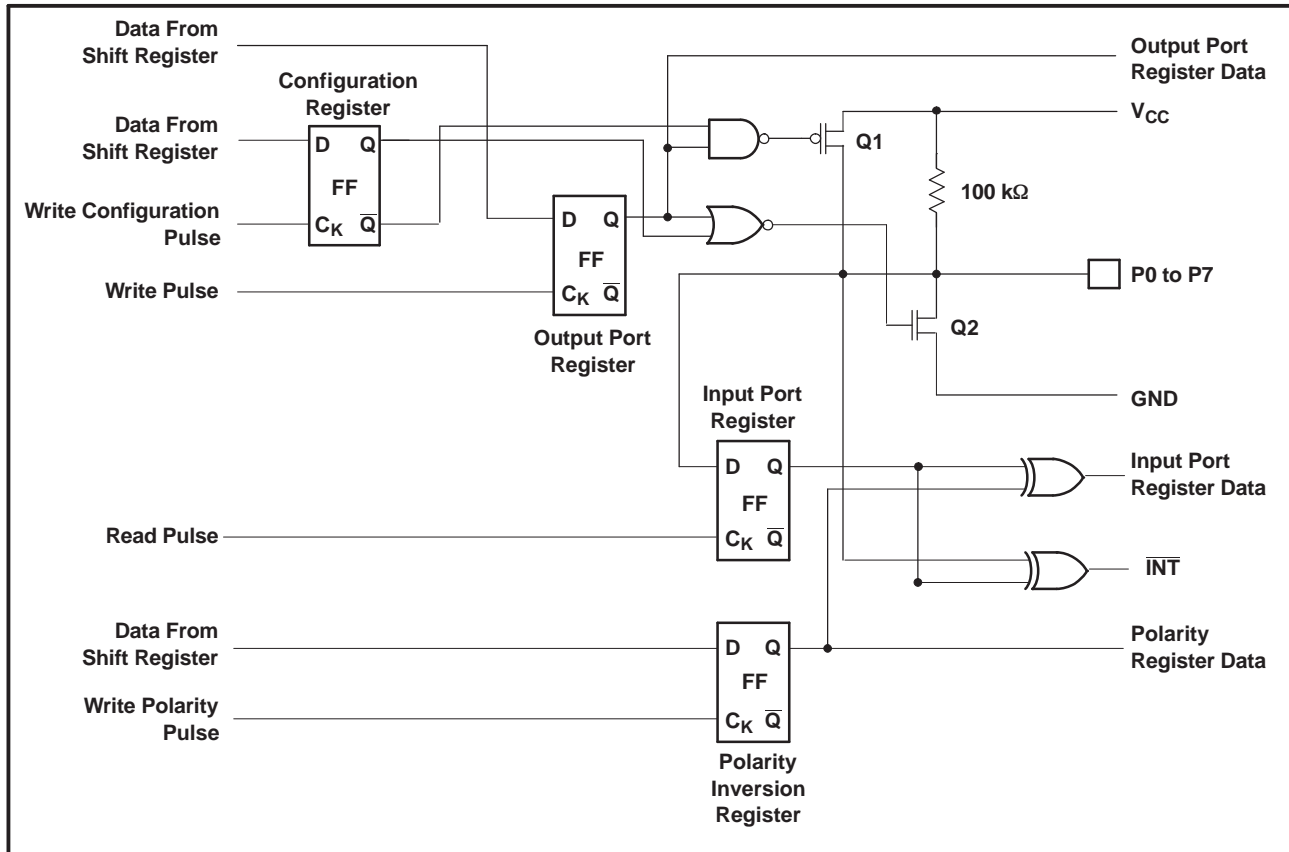 Data From
Shift Register
Configuration
Register
Data From
Shift Register
D Q
FF
C_K Q̅
Write Configuration
Pulse
Write Pulse
D Q
FF
C_K Q̅
Output Port
Register
Output Port
Register Data
V_CC
Q1
100 kΩ
P0 to P7
Q2
GND
Input Port
Register
D Q
FF
C_K Q̅
Read Pulse
Input Port
Register Data
I̅N̅T̅
Data From
Shift Register
Write Polarity
Pulse
D Q
FF
C_K Q̅
Polarity
Inversion
Register
Polarity
Register Data